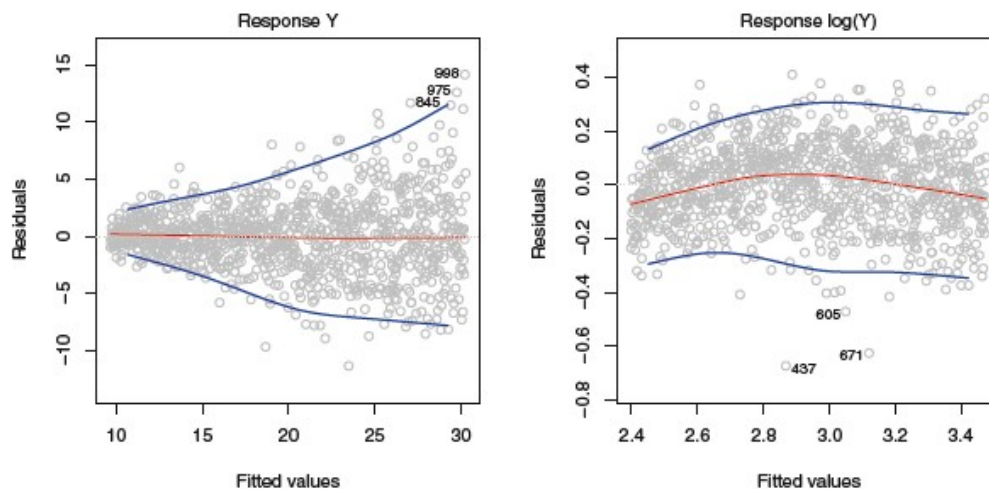 Response Y
Residuals
15
10
5
0
−5
−10
998
975
845
10 15 20 25 30
Fitted values
Response log(Y)
Residuals
0.4
0.2
0.0
−0.2
−0.4
−0.6
−0.8
605
671
437
2.4 2.6 2.8 3.0 3.2 3.4
Fitted values